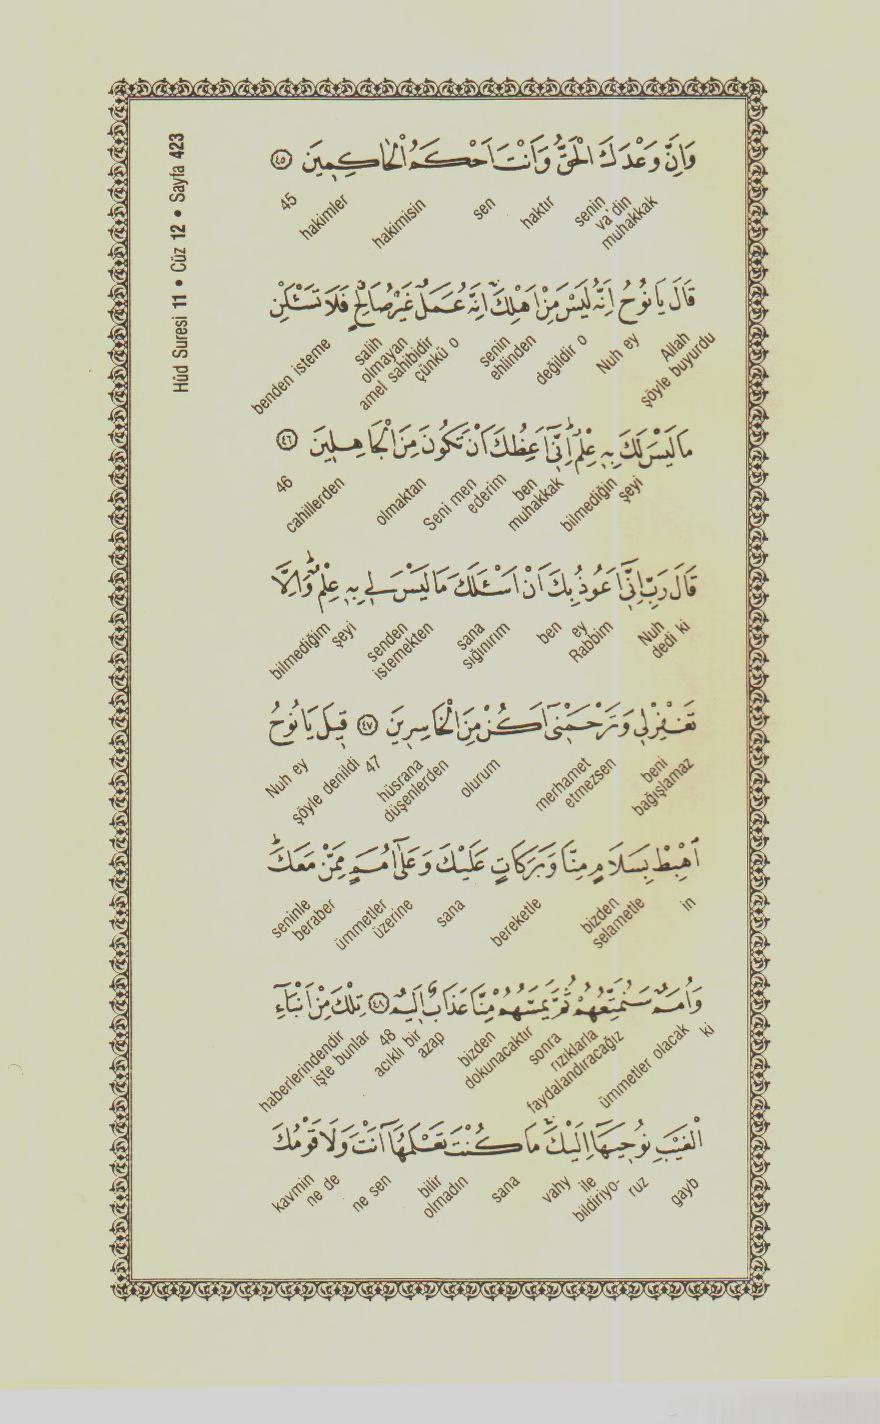 Hûd Suresi 11 • Cüz 12 • Sayfa 423
وَاِنَّ وَعْدَكَ الْحَقُّ وَاَنْتَ اَحْكَمُ الْحَاكِمٖينَ ﴿٤٥﴾
muhakkak va'din senin haktır sen hakimisin hakimler 45
قَالَ يَا نُوحُ اِنَّهُ لَيْسَ مِنْ اَهْلِكَۚ اِنَّهُ عَمَلٌ غَيْرُ صَالِحٍ فَلَا تَسْـَٔلْنِ
şöyle buyurdu Allah Nuh ey değildir o ehlinden senin çünkü o amel sahibidir olmayan salih benden isteme
مَا لَيْسَ لَكَ بِهٖ عِلْمٌؕ اِنّٖٓى اَعِظُكَ اَنْ تَكُونَ مِنَ الْجَاهِلٖينَ ﴿٤٦﴾
şeyi bilmediğin muhakkak ben ederim Seni men olmaktan cahillerden 46
قَالَ رَبِّ اِنّٖٓى اَعُوذُ بِكَ اَنْ اَسْـَٔلَكَ مَا لَيْسَ لٖى بِهٖ عِلْمٌؕ وَاِلَّا
dedi ki Nuh Rabbim ey ben sığınırım sana istemekten senden şeyi bilmediğim
تَغْفِرْلٖى وَتَرْحَمْنٖٓى اَكُنْ مِنَ الْخَاسِرٖينَ ﴿٤٧﴾ قٖيلَ يَا نُوحُ
bağışlamaz beni etmezsen merhamet olurum düşenlerden hüsrana 47 şöyle denildi Nuh ey
اهْبِطْ بِسَلَامٍ مِنَّا وَبَرَكَاتٍ عَلَيْكَ وَعَلٰٓى اُمَمٍ مِمَّنْ مَعَكَؕ
in selametle bizden bereketle sana üzerine ümmetler beraber seninle
وَاُمَمٌ سَنُمَتِّعُهُمْ ثُمَّ يَمَسُّهُمْ مِنَّا عَذَابٌ اَلٖيمٌ ﴿٤٨﴾ تِلْكَ مِنْ اَنْبَٓاءِ
ki ümmetler olacak faydalandıracağız rızıklarla sonra dokunacaktır bizden azap acıklı bir 48 işte bunlar haberlerindendir
الْغَيْبِ نُوحٖيهَٓا اِلَيْكَۚ مَا كُنْتَ تَعْلَمُهَٓا اَنْتَ وَلَا قَوْمُكَ
gayb ruz bildiriyo- ile vahy sana olmadın bilir ne sen ne de kavmin